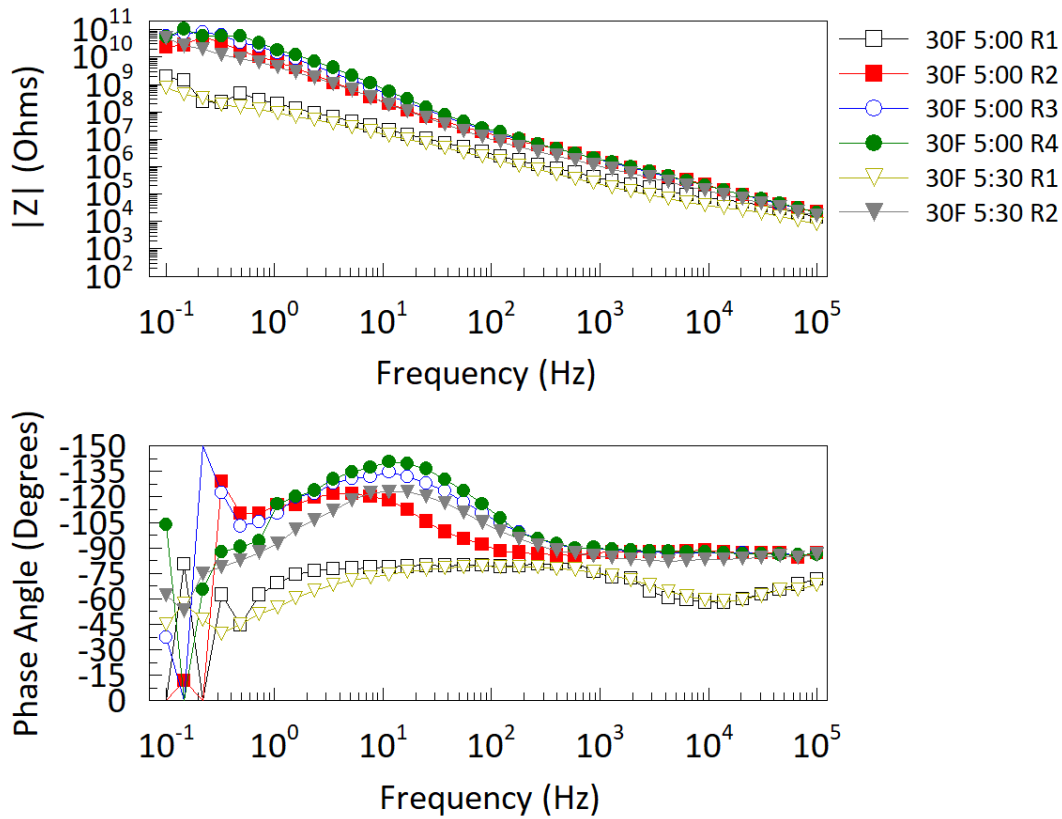 10^11
10^10
10^9
10^8
10^7
10^6
10^5
10^4
10^3
10^2
|Z| (Ohms)
10^-1 10^0 10^1 10^2 10^3 10^4 10^5
Frequency (Hz)
30F 5:00 R1
30F 5:00 R2
30F 5:00 R3
30F 5:00 R4
30F 5:30 R1
30F 5:30 R2
-150
-135
-120
-105
-90
-75
-60
-45
-30
-15
0
Phase Angle (Degrees)
10^-1 10^0 10^1 10^2 10^3 10^4 10^5
Frequency (Hz)